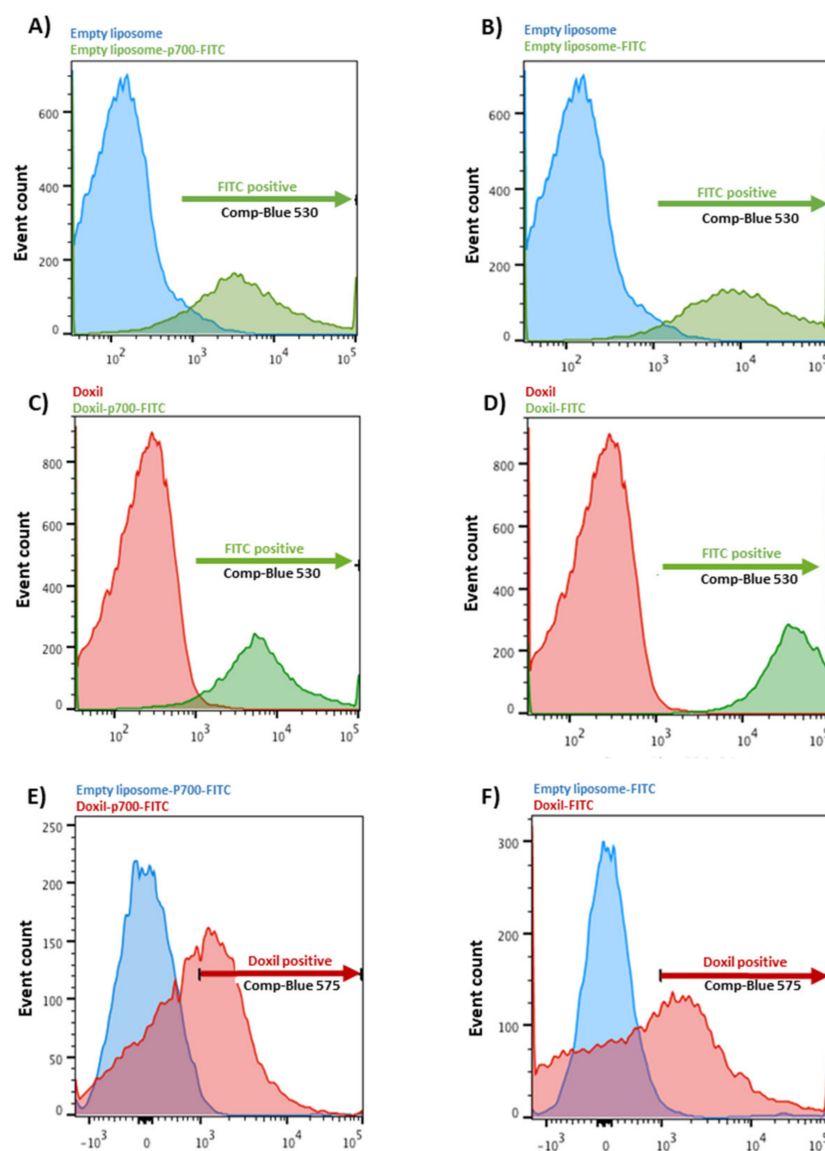 A)
Empty liposome
Empty liposome-p700-FITC
Event count
600
400
200
0
FITC positive
Comp-Blue 530
10² 10³ 10⁴ 10⁵
B)
Empty liposome
Empty liposome-FITC
Event count
600
400
200
0
FITC positive
Comp-Blue 530
10² 10³ 10⁴ 10⁵
C)
Doxil
Doxil-p700-FITC
Event count
800
600
400
200
0
FITC positive
Comp-Blue 530
10² 10³ 10⁴ 10⁵
D)
Doxil
Doxil-FITC
Event count
800
600
400
200
0
FITC positive
Comp-Blue 530
10² 10³ 10⁴ 10⁵
E)
Empty liposome-P700-FITC
Doxil-p700-FITC
Event count
250
200
150
100
50
0
Doxil positive
Comp-Blue 575
-10³ 0 10³ 10⁴ 10⁵
F)
Empty liposome-FITC
Doxil-FITC
Event count
300
200
100
0
Doxil positive
Comp-Blue 575
-10³ 0 10³ 10⁴ 10⁵